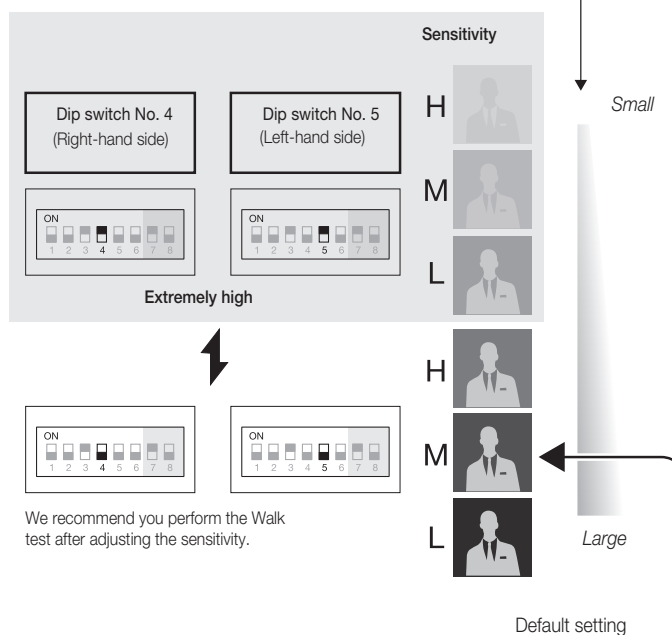 Sensitivity
Small
Dip switch No. 4
(Right-hand side)
Dip switch No. 5
(Left-hand side)
H
M
L
ON
1 2 3 4 5 6 7 8
ON
1 2 3 4 5 6 7 8
Extremely high
H
M
L
ON
1 2 3 4 5 6 7 8
ON
1 2 3 4 5 6 7 8
We recommend you perform the Walk
test after adjusting the sensitivity.
Large
Default setting